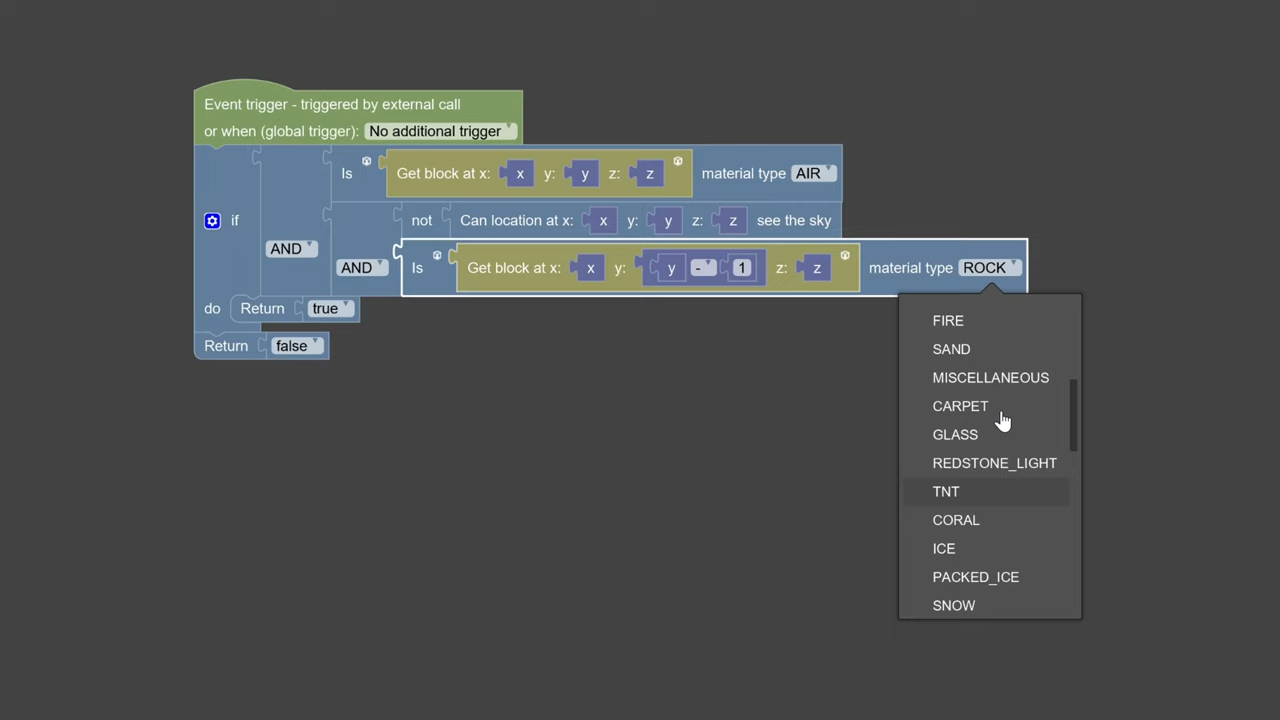 Event trigger - triggered by external call
or when (global trigger): No additional trigger
Is Get block at x: x y: y z: z material type AIR
if not Can location at x: x y: y z: z see the sky
AND
AND Is Get block at x: x y: y - 1 z: z material type ROCK
do Return true
Return false
FIRE
SAND
MISCELLANEOUS
CARPET
GLASS
REDSTONE_LIGHT
TNT
CORAL
ICE
PACKED_ICE
SNOW